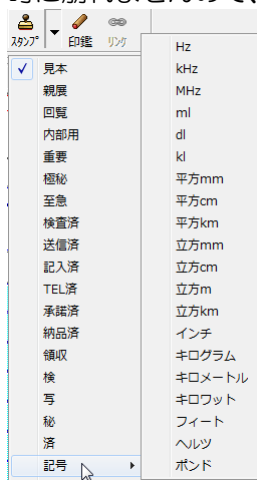 スタンプ 印鑑 リンク
見本
親展
回覧
内部用
重要
極秘
至急
検査済
送信済
記入済
TEL済
承諾済
納品済
領収
検
写
秘
済
記号
Hz
kHz
MHz
ml
dl
kl
平方mm
平方cm
平方km
立方mm
立方cm
立方m
立方km
インチ
キログラム
キロメートル
キロワット
フィート
ヘルツ
ポンド